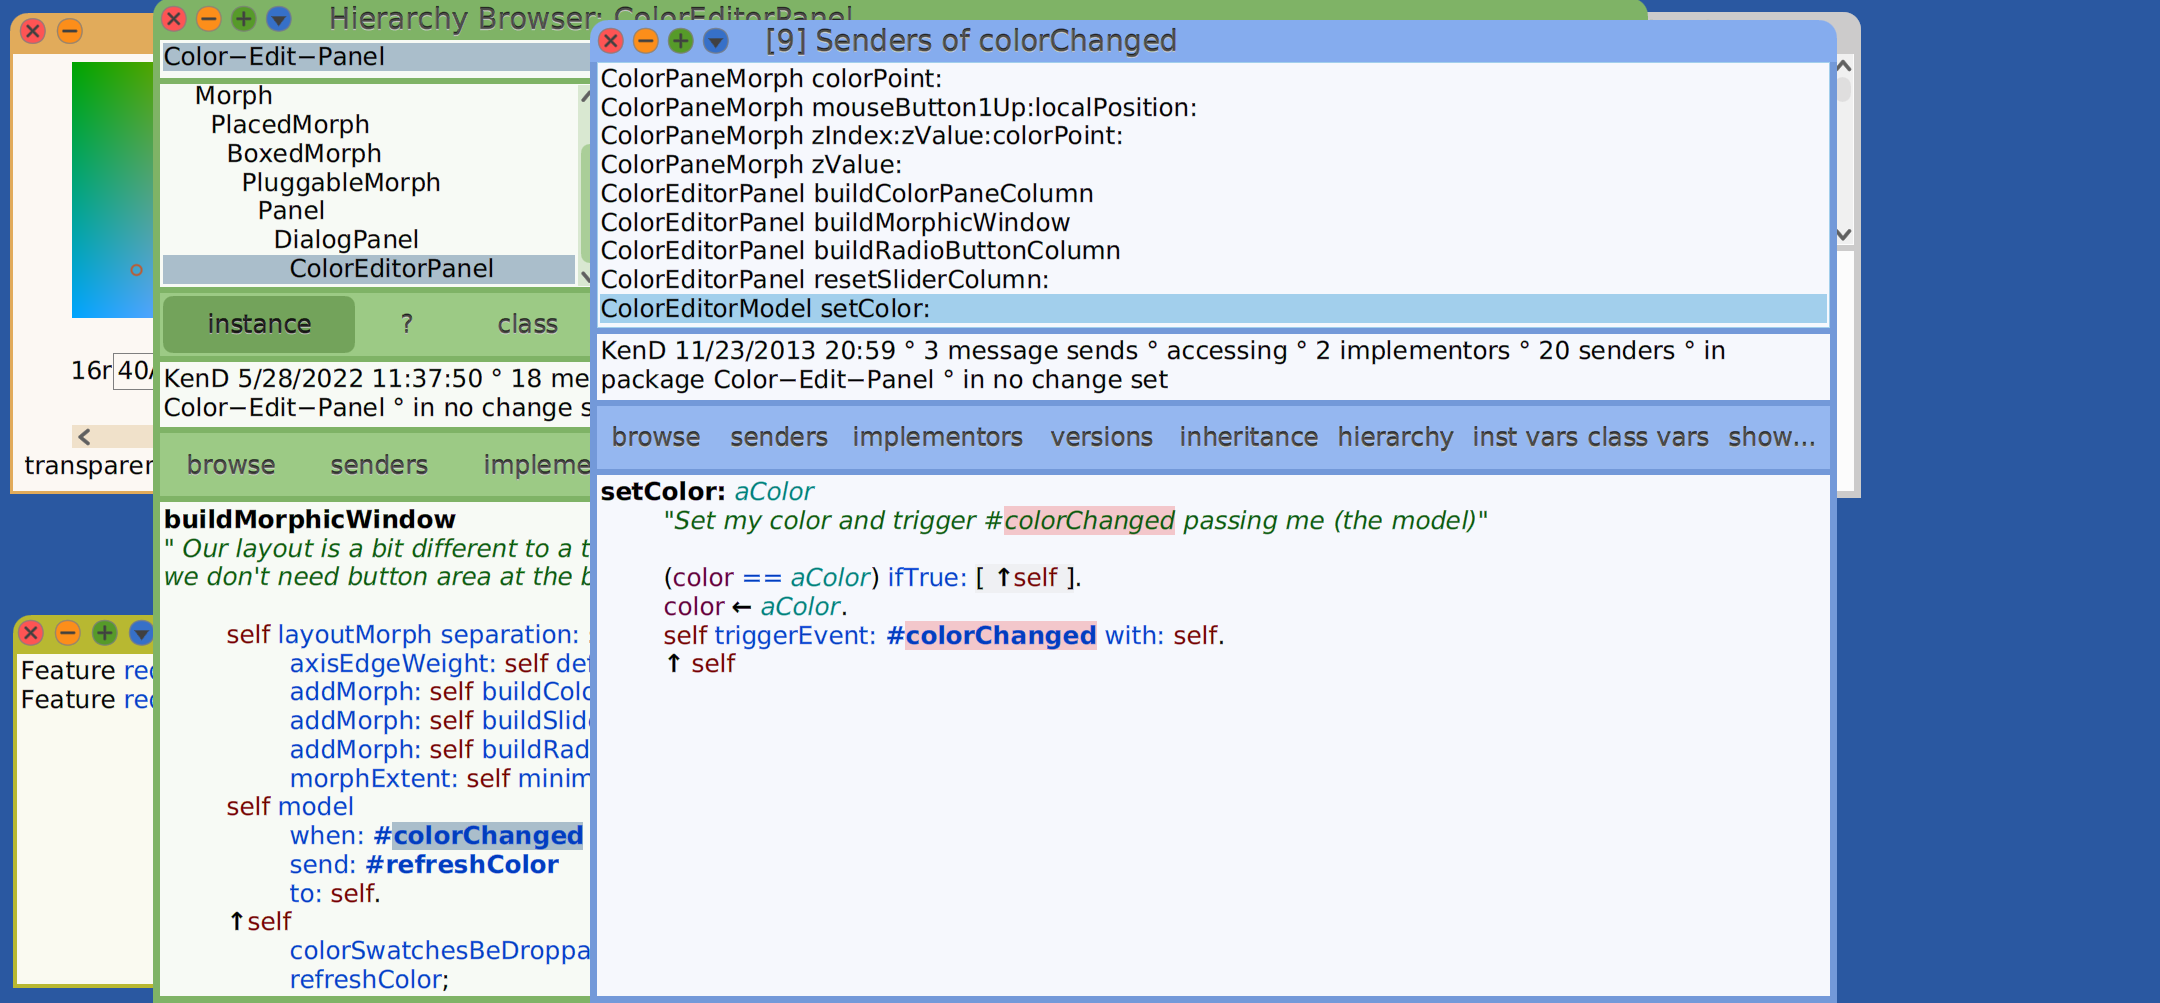 Hierarchy Browser: ColorEditorPanel
Color−Edit−Panel
Morph
PlacedMorph
BoxedMorph
PluggableMorph
Panel
DialogPanel
ColorEditorPanel
instance ? class
KenD 5/28/2022 11:37:50 ° 18 me
Color−Edit−Panel ° in no change s
browse senders impleme
buildMorphicWindow
" Our layout is a bit different to a t
we don't need button area at the b
self layoutMorph separation:
axisEdgeWeight: self def
addMorph: self buildColo
addMorph: self buildSlide
addMorph: self buildRad
morphExtent: self minim
self model
when: #colorChanged
send: #refreshColor
to: self.
↑self
colorSwatchesBeDroppa
refreshColor;
16r 40A
transparen
Feature req
Feature req
[9] Senders of colorChanged
ColorPaneMorph colorPoint:
ColorPaneMorph mouseButton1Up:localPosition:
ColorPaneMorph zIndex:zValue:colorPoint:
ColorPaneMorph zValue:
ColorEditorPanel buildColorPaneColumn
ColorEditorPanel buildMorphicWindow
ColorEditorPanel buildRadioButtonColumn
ColorEditorPanel resetSliderColumn:
ColorEditorModel setColor:
KenD 11/23/2013 20:59 ° 3 message sends ° accessing ° 2 implementors ° 20 senders ° in
package Color−Edit−Panel ° in no change set
browse senders implementors versions inheritance hierarchy inst vars class vars show...
setColor: aColor
"Set my color and trigger #colorChanged passing me (the model)"
(color == aColor) ifTrue: [ ↑self ].
color ← aColor.
self triggerEvent: #colorChanged with: self.
↑ self